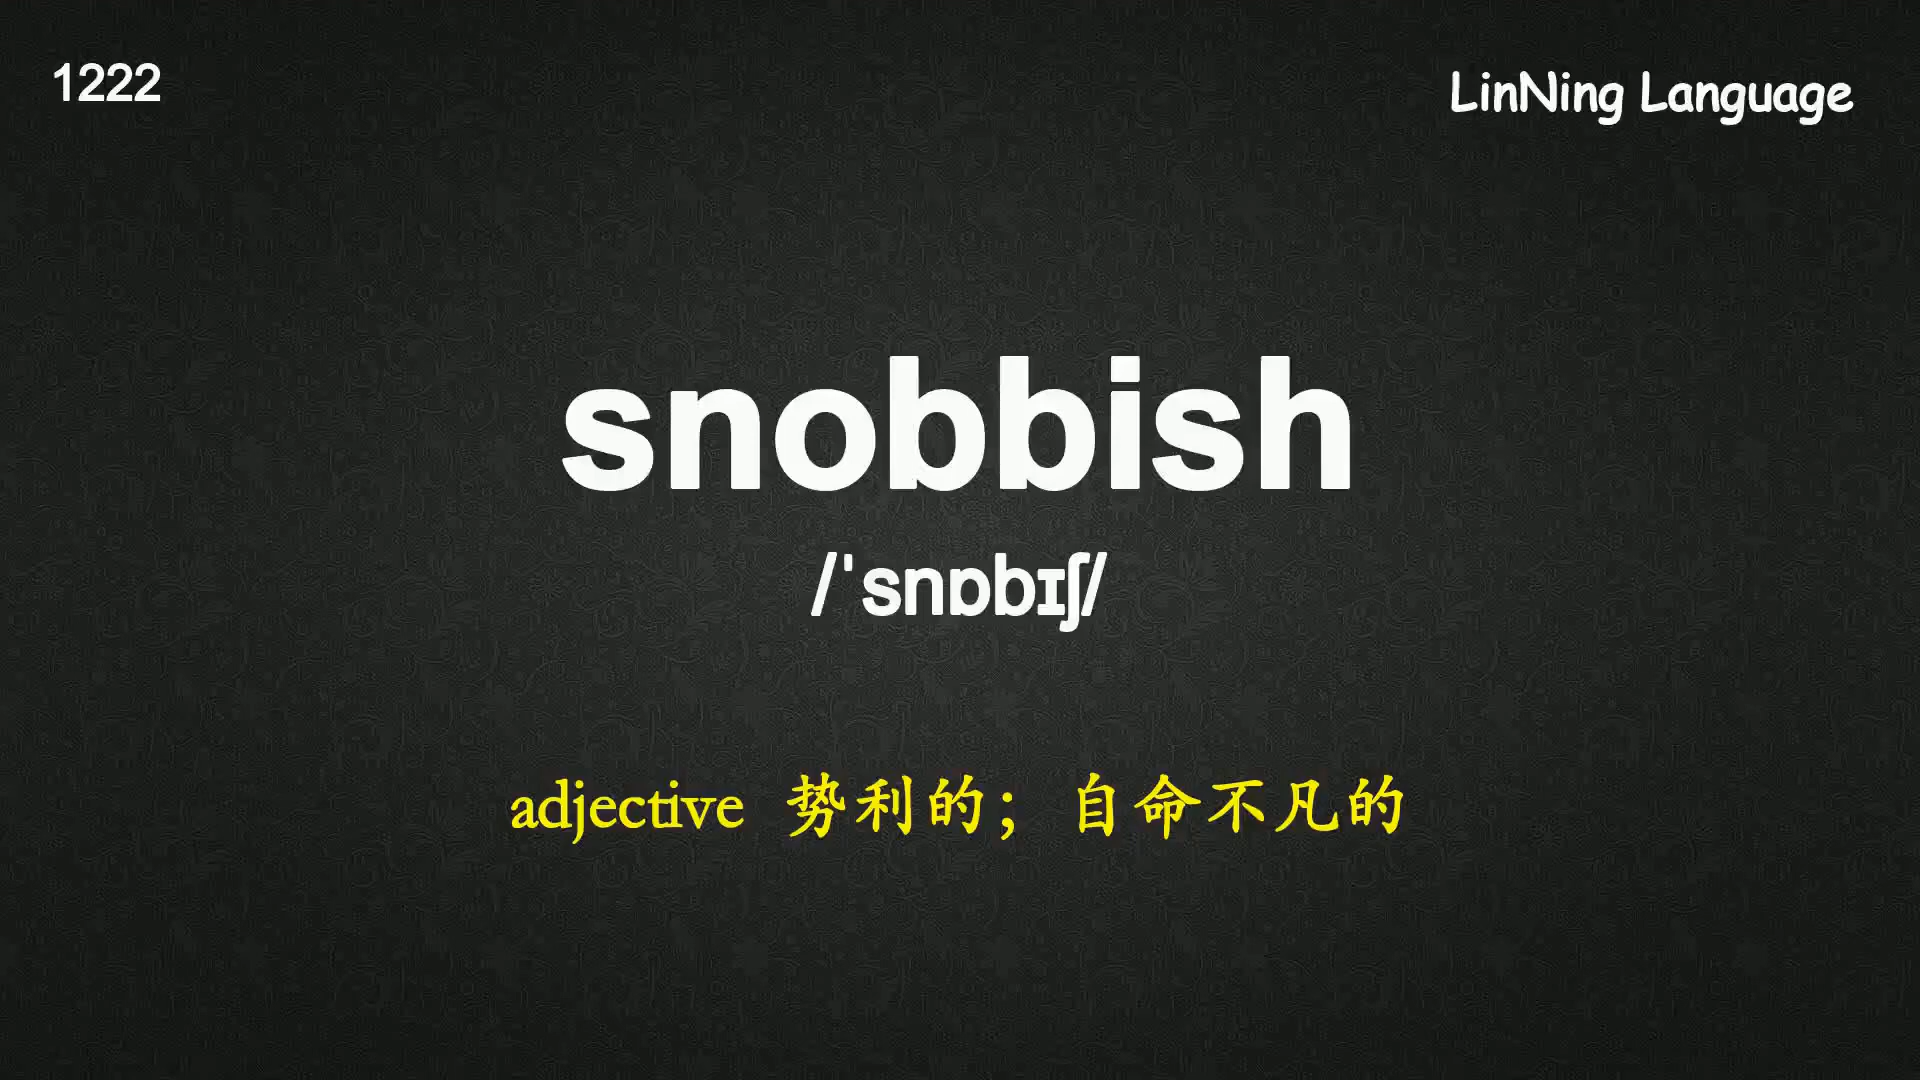 1222
LinNing Language
snobbish
/ˈsnɒbɪʃ/
adjective 势利的；自命不凡的